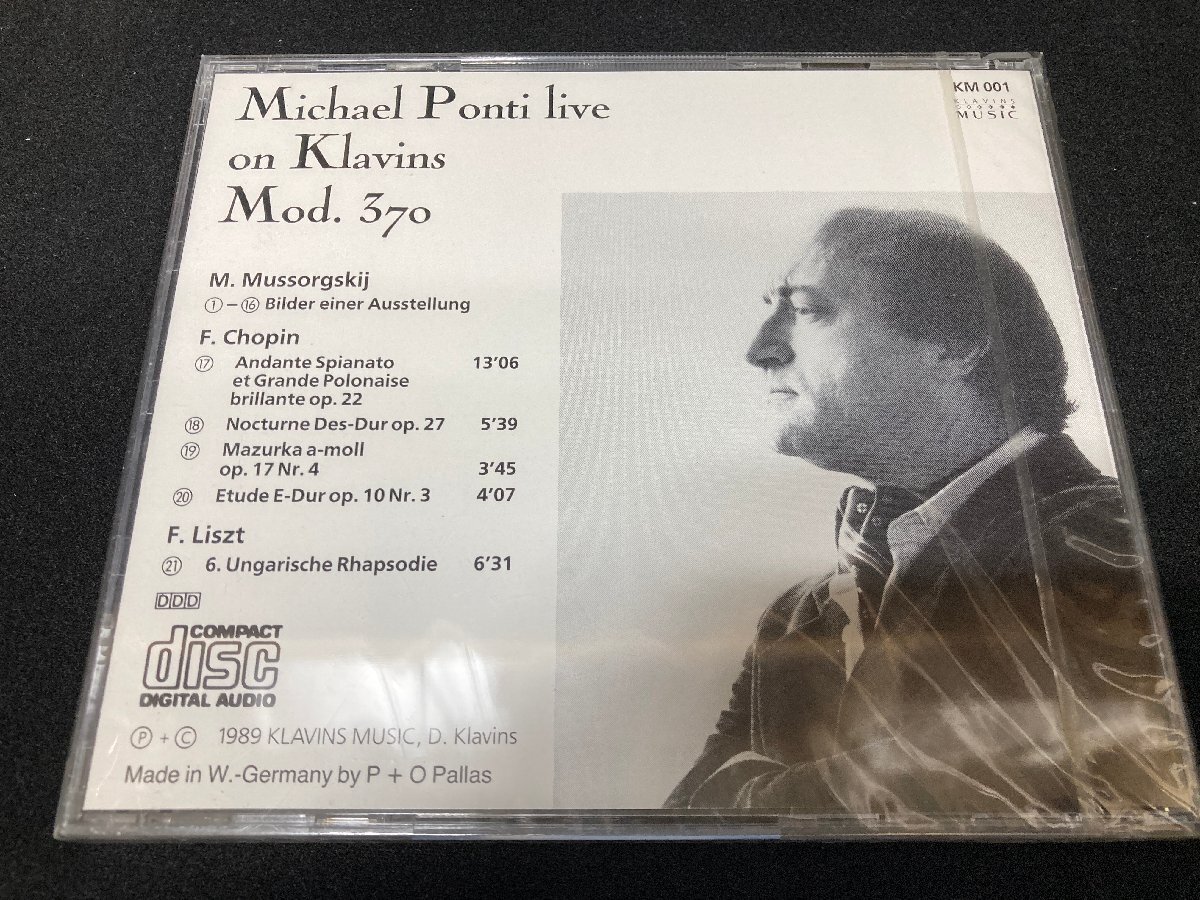 Michael Ponti live
on Klavins
Mod. 370
KM 001
KLAVINS
MUSIC
M. Mussorgskij
① – ⑯ Bilder einer Ausstellung
F. Chopin
⑰ Andante Spianato 13'06
et Grande Polonaise
brillante op. 22
⑱ Nocturne Des-Dur op. 27 5'39
⑲ Mazurka a-moll
op. 17 Nr. 4 3'45
⑳ Etude E-Dur op. 10 Nr. 3 4'07
F. Liszt
㉑ 6. Ungarische Rhapsodie 6'31
DDD
COMPACT
disc
DIGITAL AUDIO
Ⓟ + Ⓒ 1989 KLAVINS MUSIC, D. Klavins
Made in W.-Germany by P + O Pallas